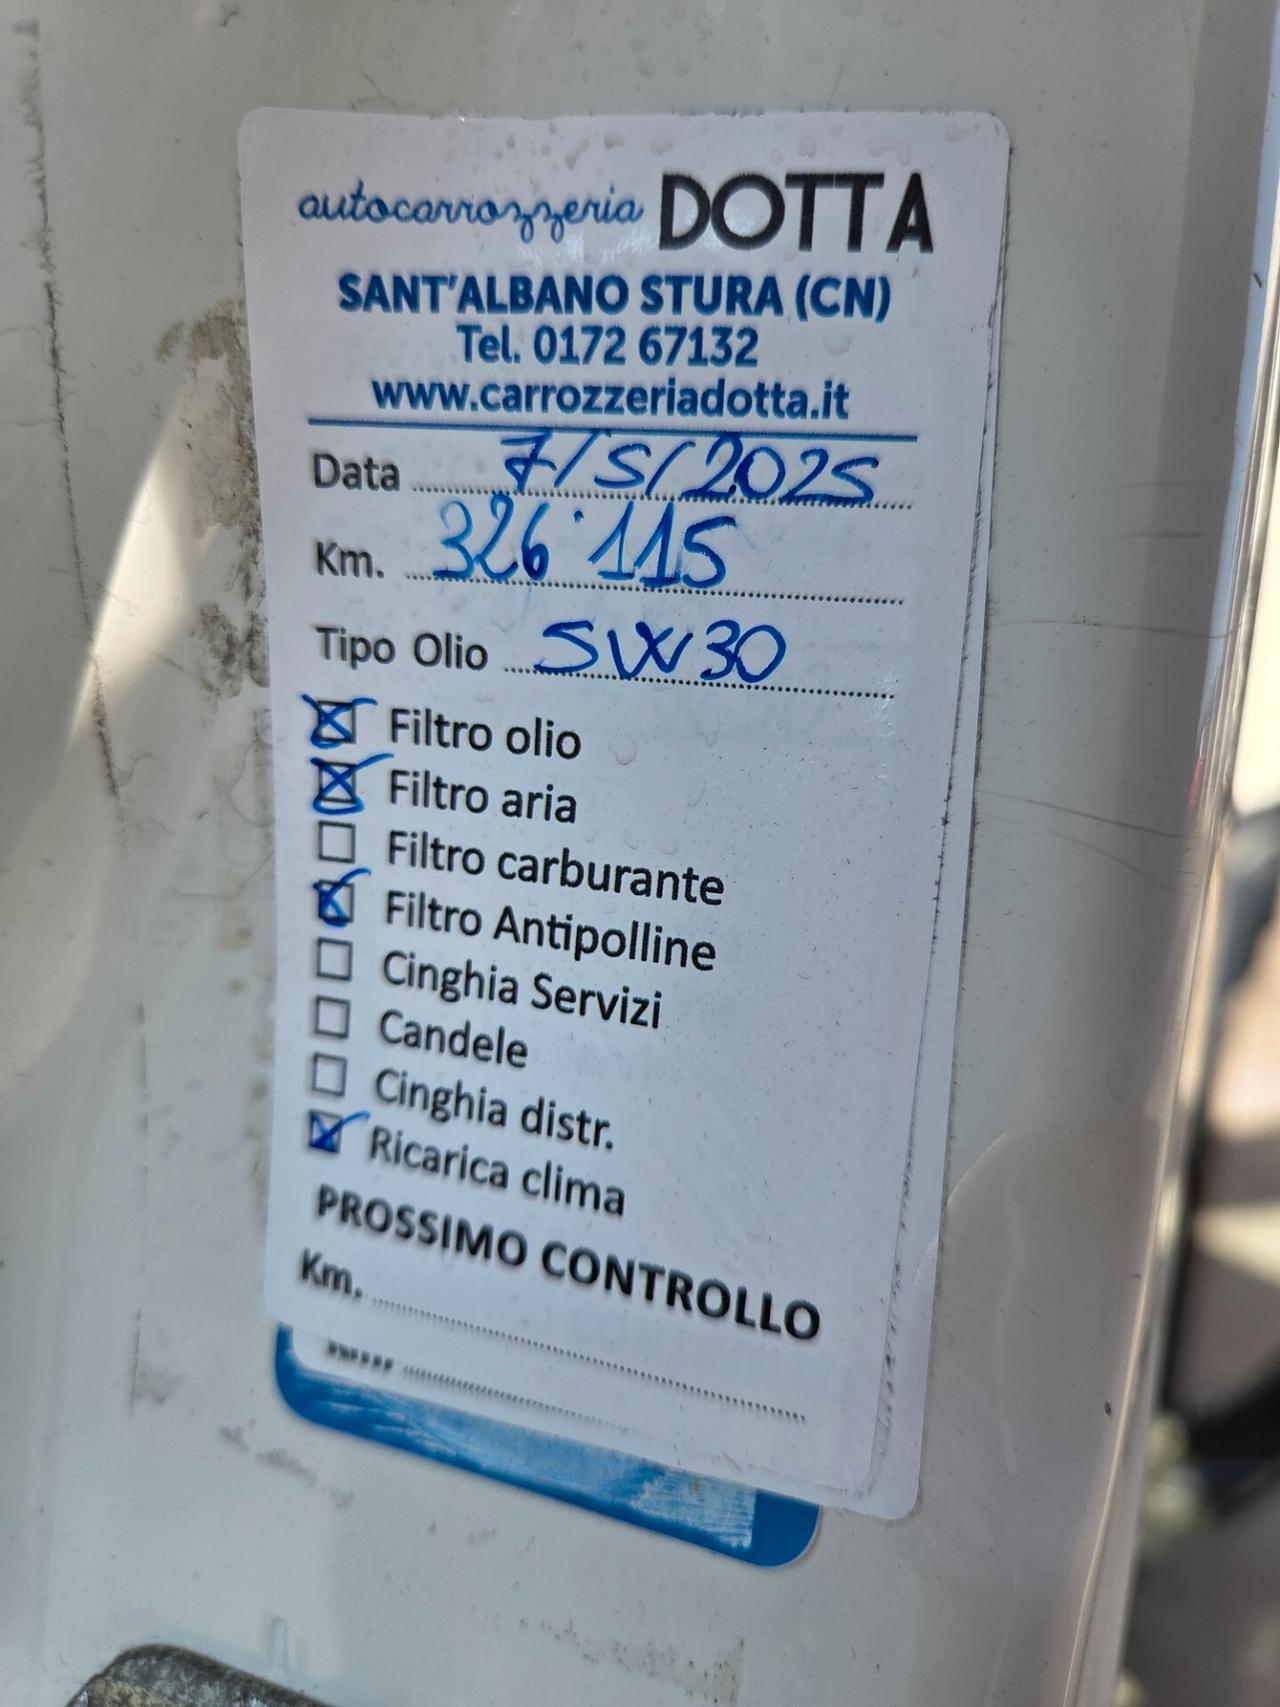 autocarrozzeria DOTTA
SANT'ALBANO STURA (CN)
Tel. 0172 67132
www.carrozzeriadotta.it
Data 7/5/2025
Km. 326.115
Tipo Olio 5W30
Filtro olio
Filtro aria
Filtro carburante
Filtro Antipolline
Cinghia Servizi
Candele
Cinghia distr.
Ricarica clima
PROSSIMO CONTROLLO
Km.